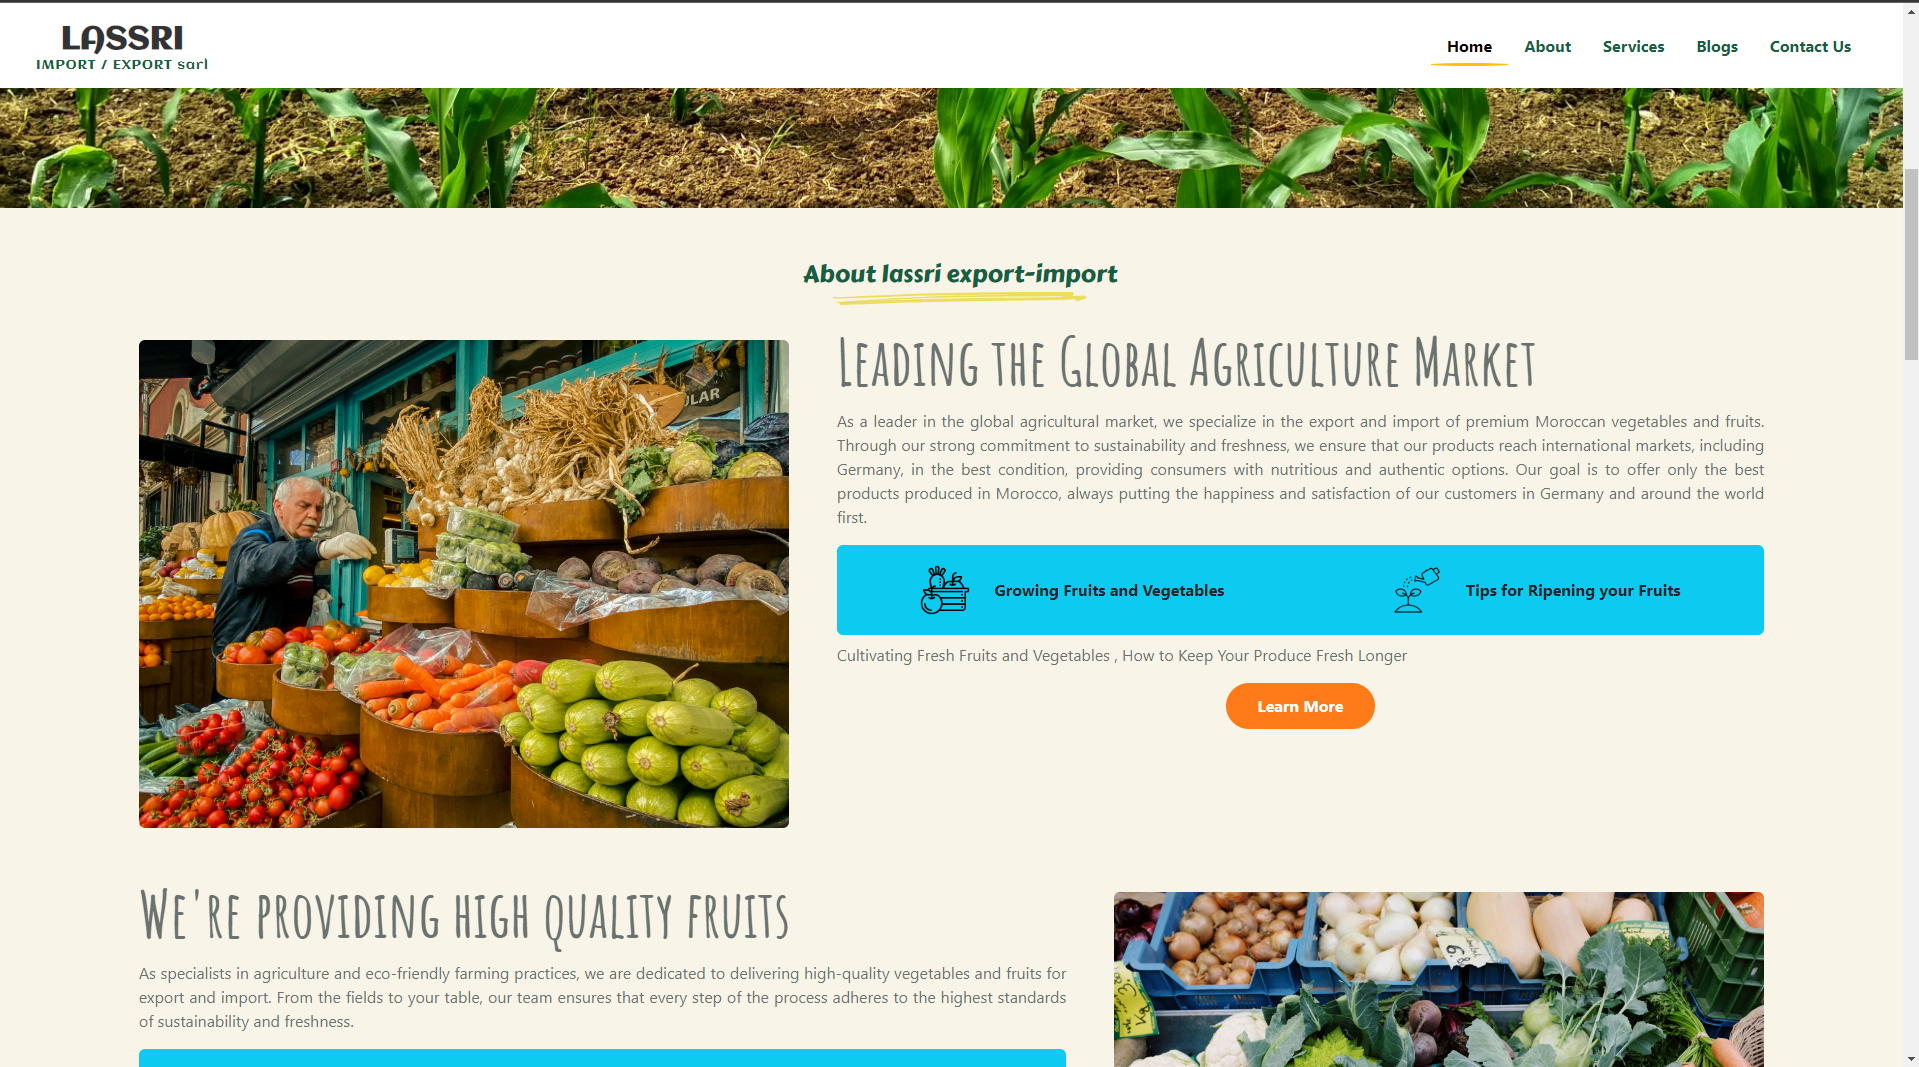 LASSRI
IMPORT / EXPORT sarl
Home
About
Services
Blogs
Contact Us
About lassri export-import
LEADING THE GLOBAL AGRICULTURE MARKET
As a leader in the global agricultural market, we specialize in the export and import of premium Moroccan vegetables and fruits.
Through our strong commitment to sustainability and freshness, we ensure that our products reach international markets, including
Germany, in the best condition, providing consumers with nutritious and authentic options. Our goal is to offer only the best
products produced in Morocco, always putting the happiness and satisfaction of our customers in Germany and around the world
first.
Growing Fruits and Vegetables
Tips for Ripening your Fruits
Cultivating Fresh Fruits and Vegetables , How to Keep Your Produce Fresh Longer
Learn More
WE'RE PROVIDING HIGH QUALITY FRUITS
As specialists in agriculture and eco-friendly farming practices, we are dedicated to delivering high-quality vegetables and fruits for
export and import. From the fields to your table, our team ensures that every step of the process adheres to the highest standards
of sustainability and freshness.